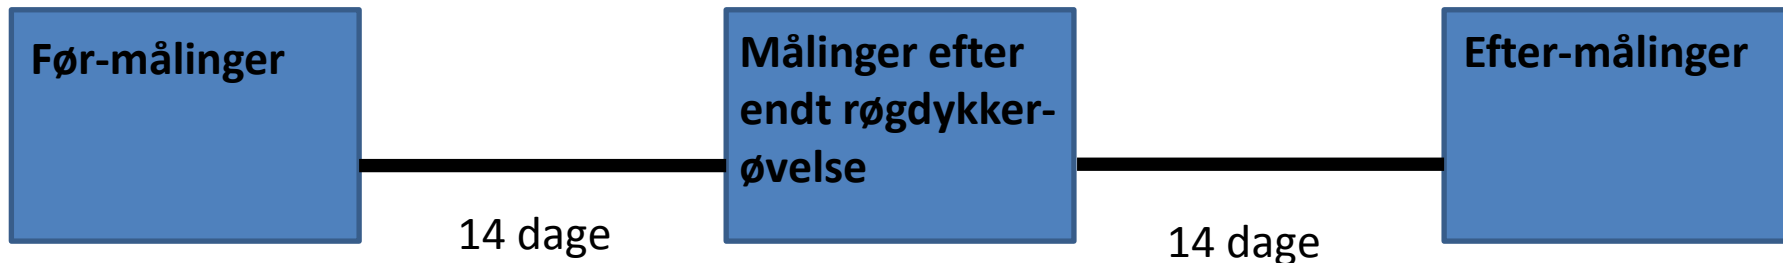 Før-målinger
14 dage
Målinger efter
endt røgdykker-
øvelse
14 dage
Efter-målinger